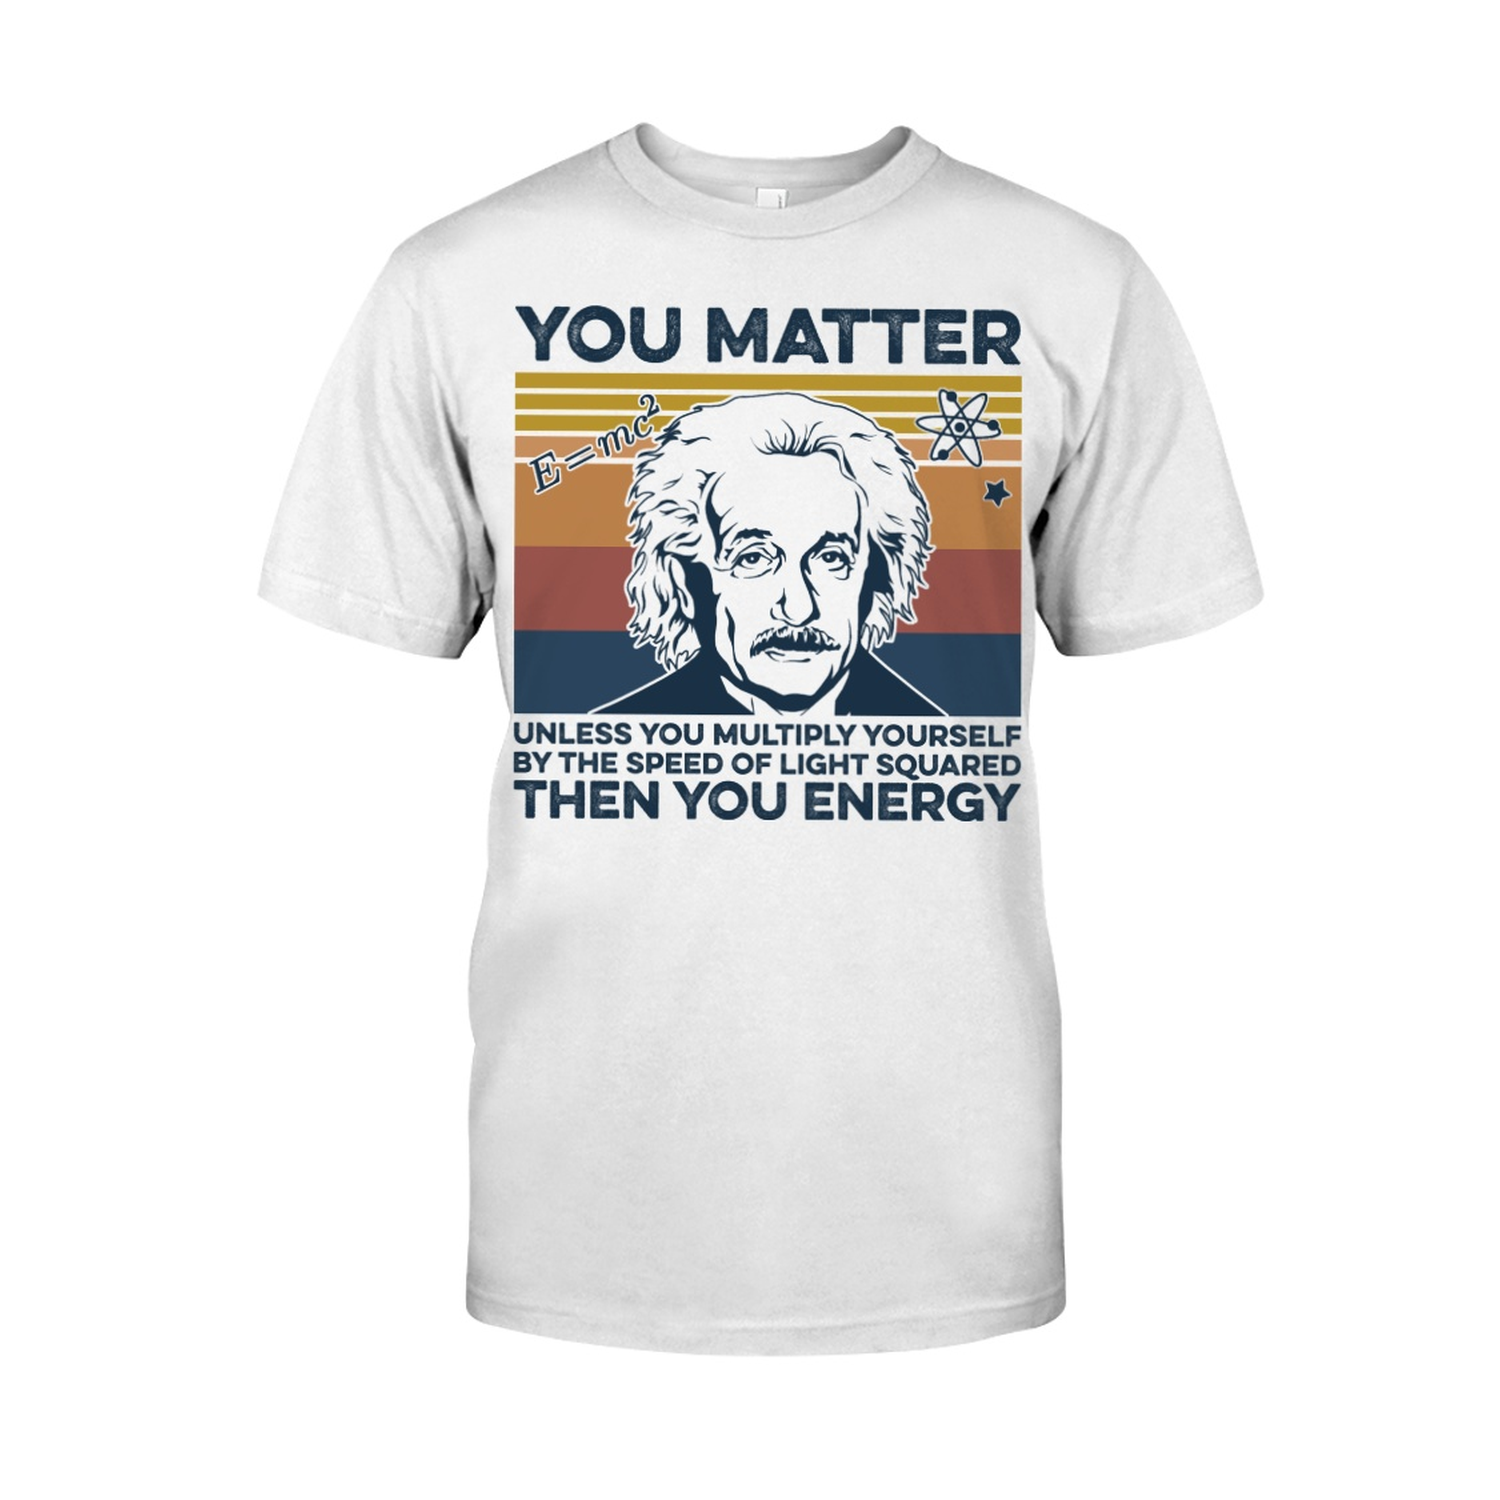 YOU MATTER
E=mc²
UNLESS YOU MULTIPLY YOURSELF
BY THE SPEED OF LIGHT SQUARED
THEN YOU ENERGY